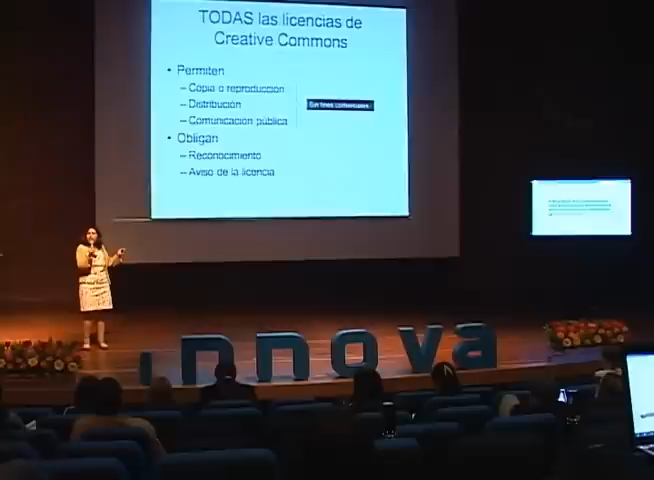 TODAS las licencias de
Creative Commons
• Permiten
– Copia o reproducción
– Distribución
– Comunicación pública
Sin fines comerciales
• Obligan
– Reconocimiento
– Aviso de la licencia
innova